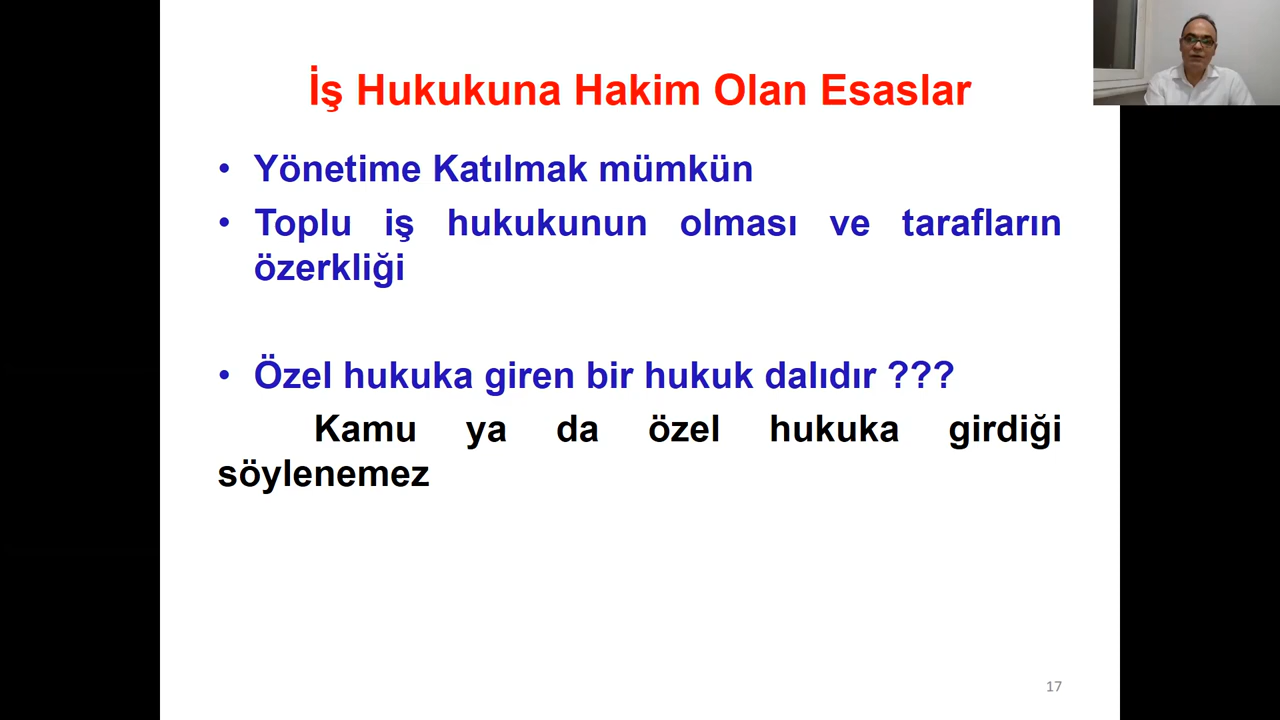 İş Hukukuna Hakim Olan Esaslar
• Yönetime Katılmak mümkün
• Toplu iş hukukunun olması ve tarafların
özerkliği
• Özel hukuka giren bir hukuk dalıdır ???
Kamu ya da özel hukuka girdiği
söylenemez
17